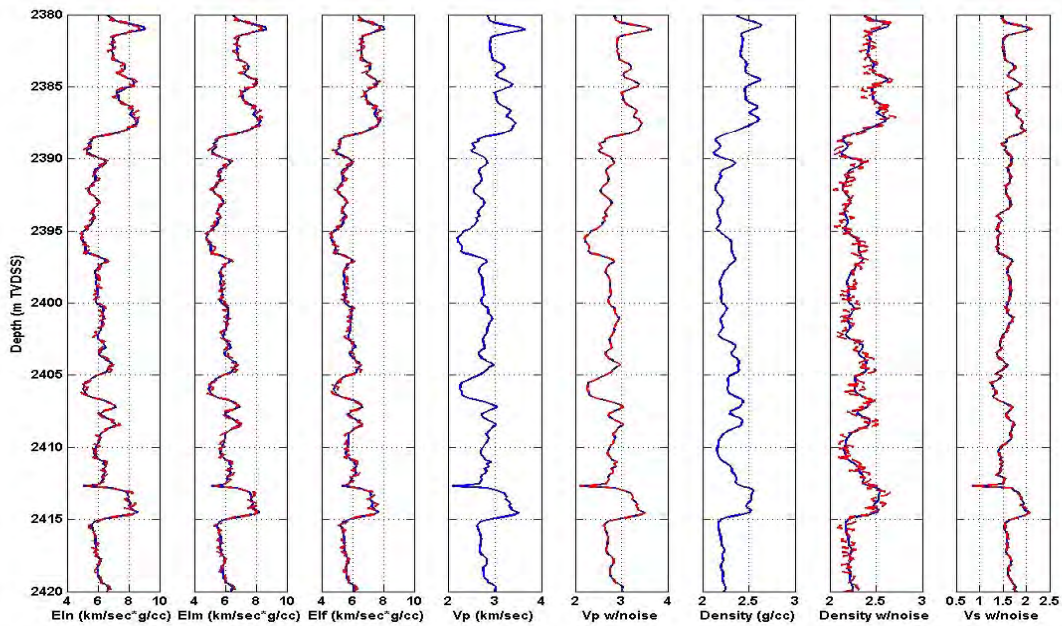 2380
2385
2390
2395
2400
2405
2410
2415
2420
Depth (m TVDSS)
4 6 8 10
EIn (km/sec*g/cc)
4 6 8 10
EIm (km/sec*g/cc)
4 6 8 10
EIf (km/sec*g/cc)
2 3 4
Vp (km/sec)
2 3 4
Vp w/noise
2 2.5 3
Density (g/cc)
2 2.5 3
Density w/noise
0.5 1 1.5 2 2.5
Vs w/noise